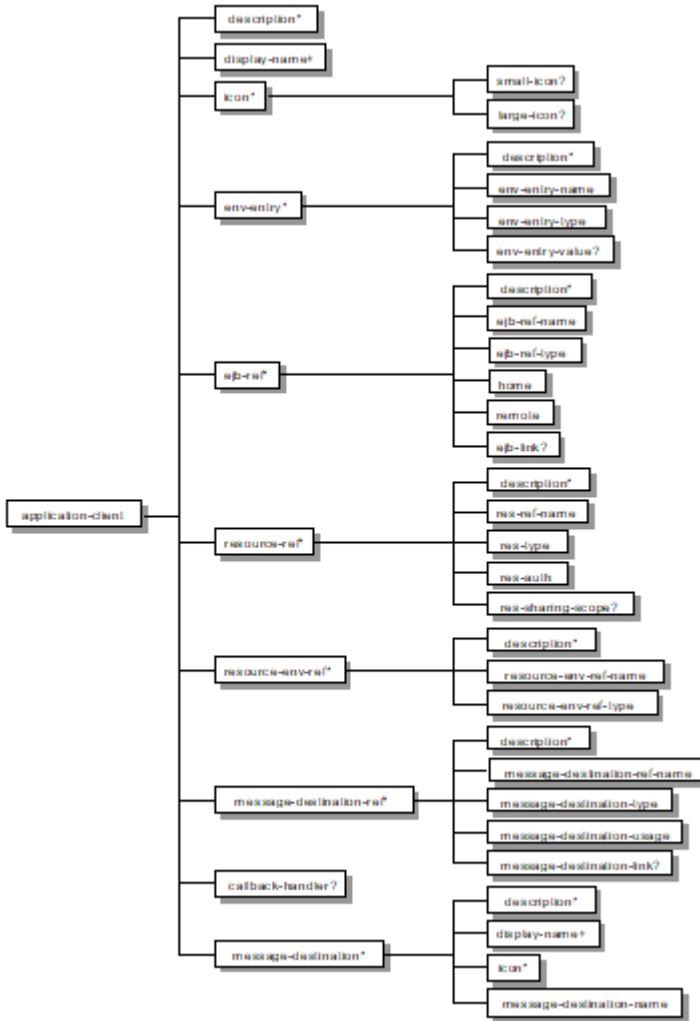 application-client
description*
display-name+
icon*
small-icon?
large-icon?
env-entry*
description*
env-entry-name
env-entry-type
env-entry-value?
ejb-ref*
description*
ejb-ref-name
ejb-ref-type
home
remote
ejb-link?
resource-ref*
description*
res-ref-name
res-type
res-auth
res-sharing-scope?
resource-env-ref*
description*
resource-env-ref-name
resource-env-ref-type
message-destination-ref*
description*
message-destination-ref-name
message-destination-type
message-destination-usage
message-destination-link?
callback-handler?
message-destination*
description*
display-name+
icon*
message-destination-name